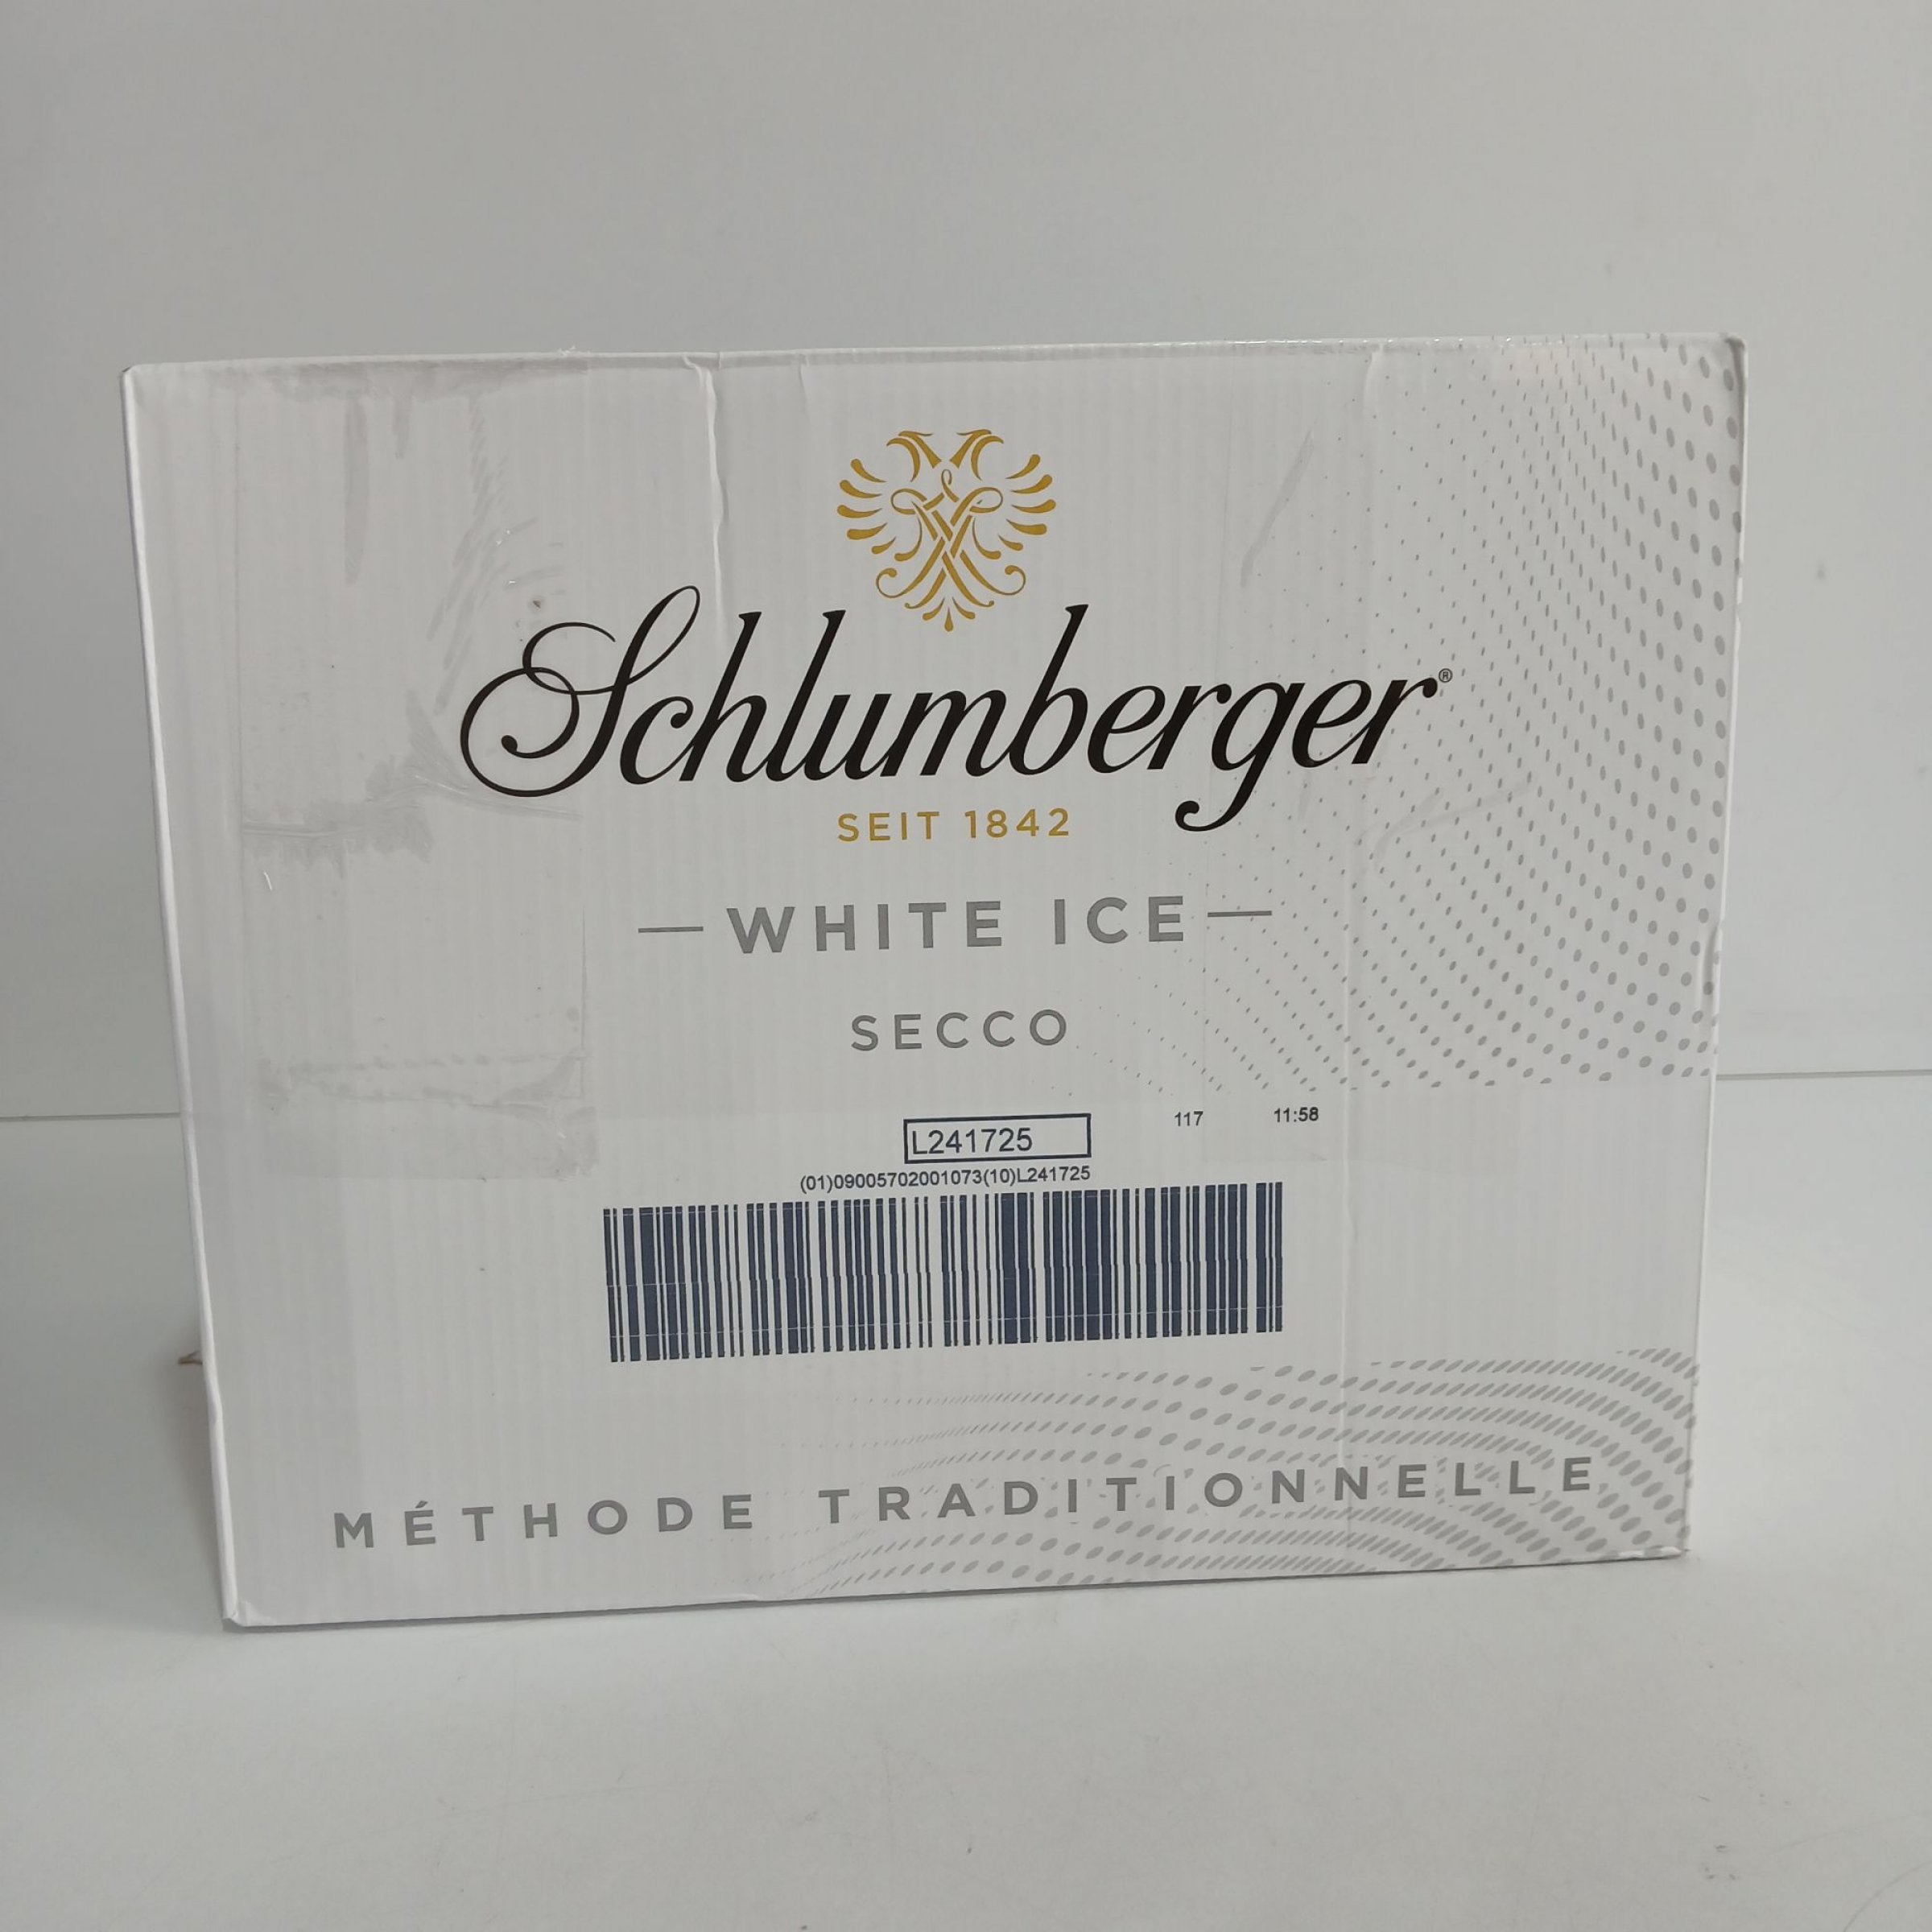 Schlumberger®
SEIT 1842
— WHITE ICE —
SECCO
L241725 117 11:58
(01)09005702001073(10)L241725
MÉTHODE TRADITIONNELLE